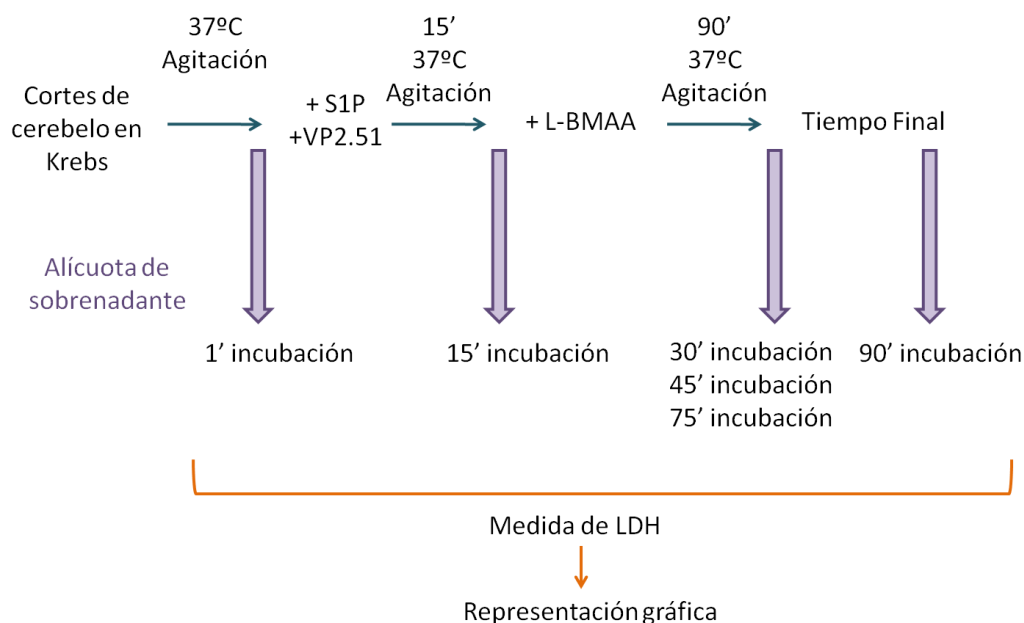 37ºC
Agitación
15’
37ºC
Agitación
90’
37ºC
Agitación
Cortes de
cerebelo en
Krebs
+ S1P
+VP2.51
+ L-BMAA
Tiempo Final
Alícuota de
sobrenadante
1’ incubación
15’ incubación
30’ incubación
45’ incubación
75’ incubación
90’ incubación
Medida de LDH
Representación gráfica